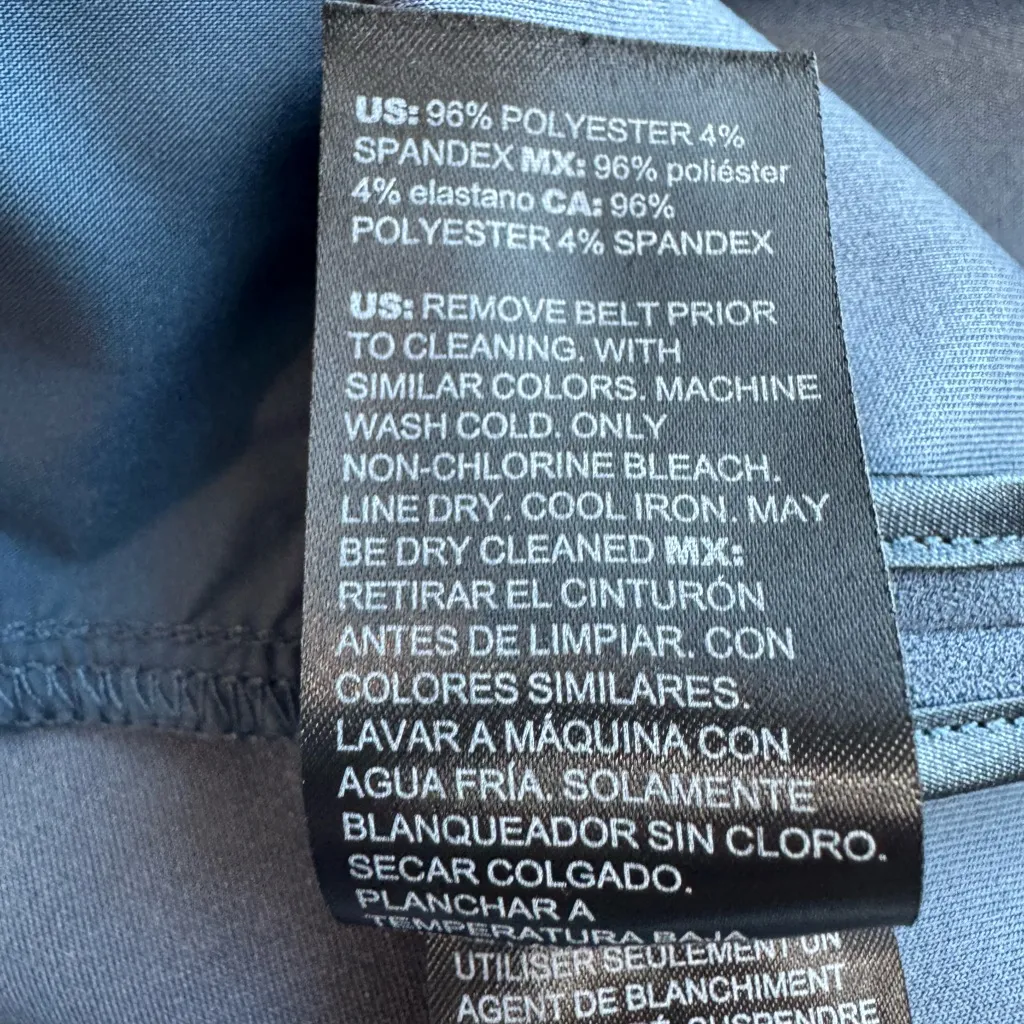 US: 96% POLYESTER 4%
SPANDEX MX: 96% poliéster
4% elastano CA: 96%
POLYESTER 4% SPANDEX
US: REMOVE BELT PRIOR
TO CLEANING. WITH
SIMILAR COLORS. MACHINE
WASH COLD. ONLY
NON-CHLORINE BLEACH.
LINE DRY. COOL IRON. MAY
BE DRY CLEANED MX:
RETIRAR EL CINTURÓN
ANTES DE LIMPIAR. CON
COLORES SIMILARES.
LAVAR A MÁQUINA CON
AGUA FRÍA. SOLAMENTE
BLANQUEADOR SIN CLORO.
SECAR COLGADO.
PLANCHAR A
TEMPERATURA BAJA
UTILISER SEULEMENT UN
AGENT DE BLANCHIMENT
SUSPENDRE